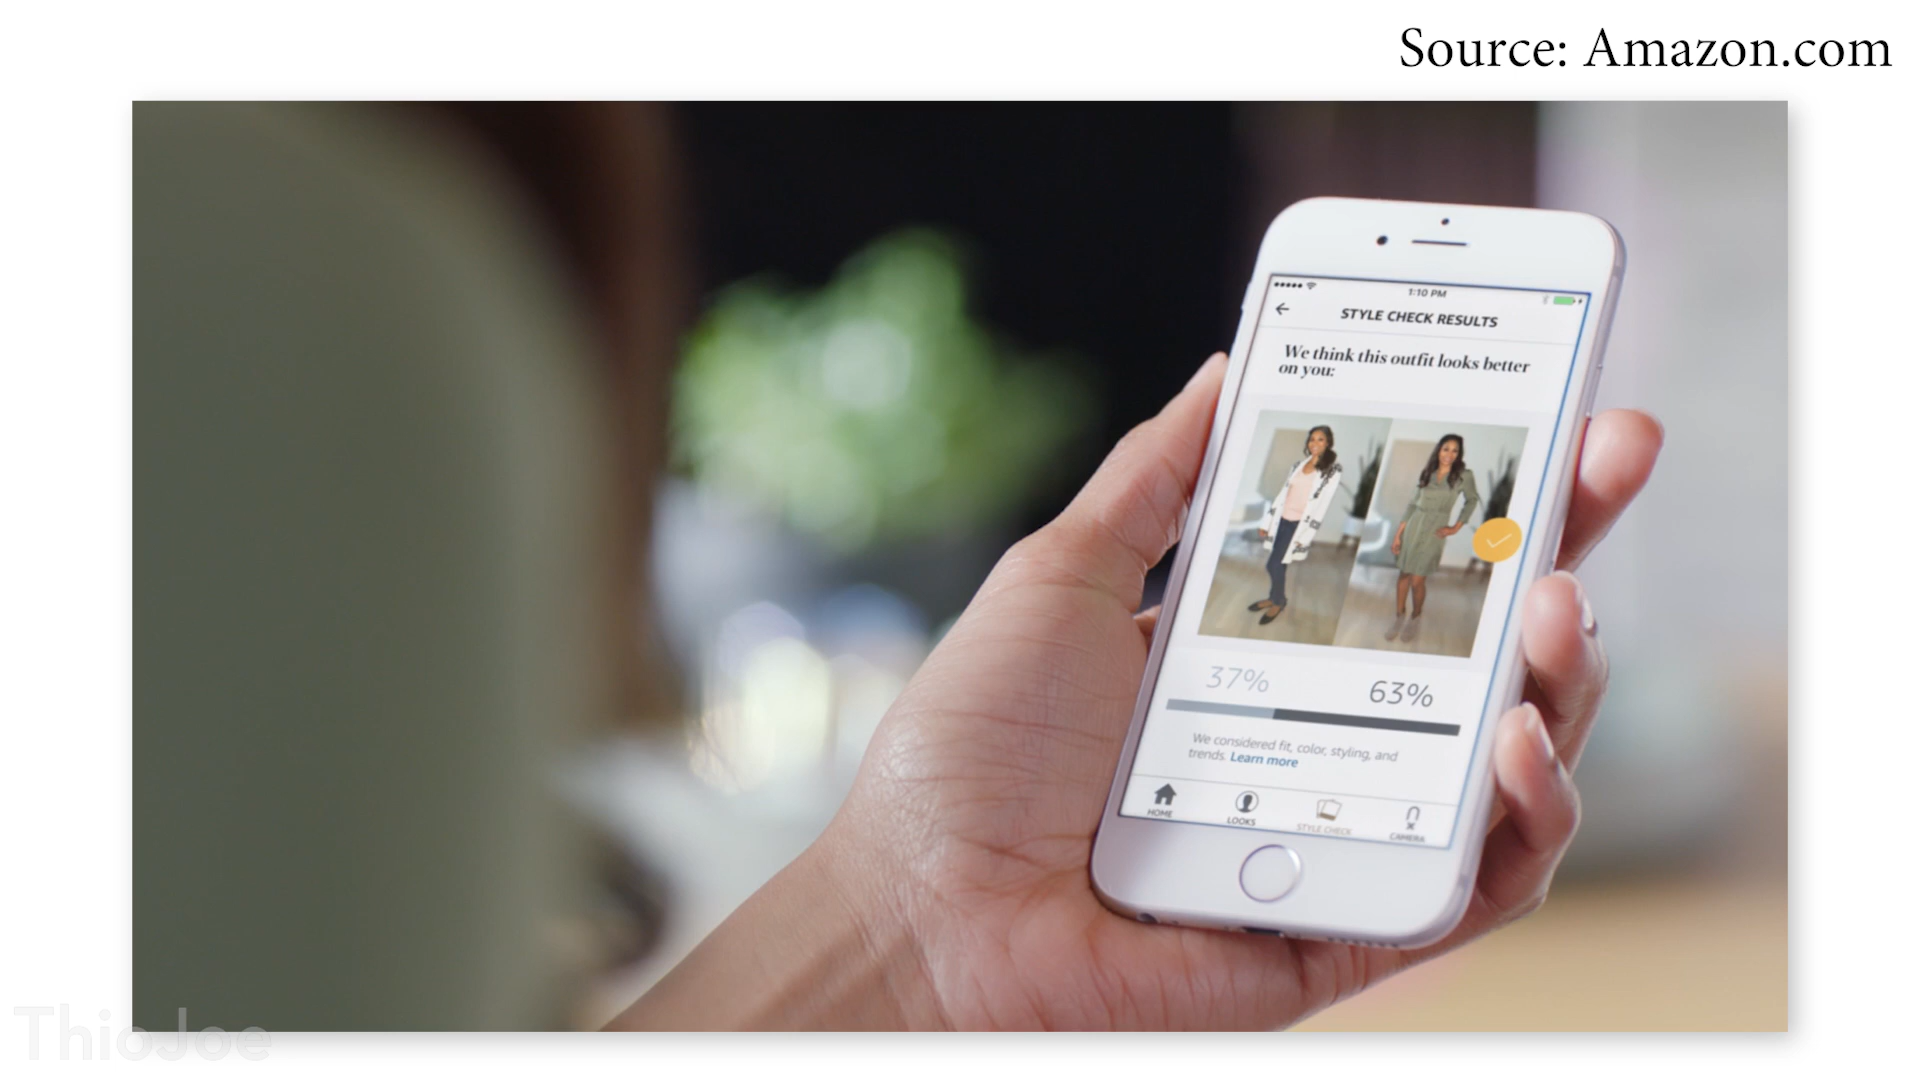 Source: Amazon.com
1:10 PM
STYLE CHECK RESULTS
We think this outfit looks better
on you:
37%
63%
We considered fit, color, styling, and
trends. Learn more
HOME
LOOKS
STYLE CHECK
CAMERA
ThioJoe